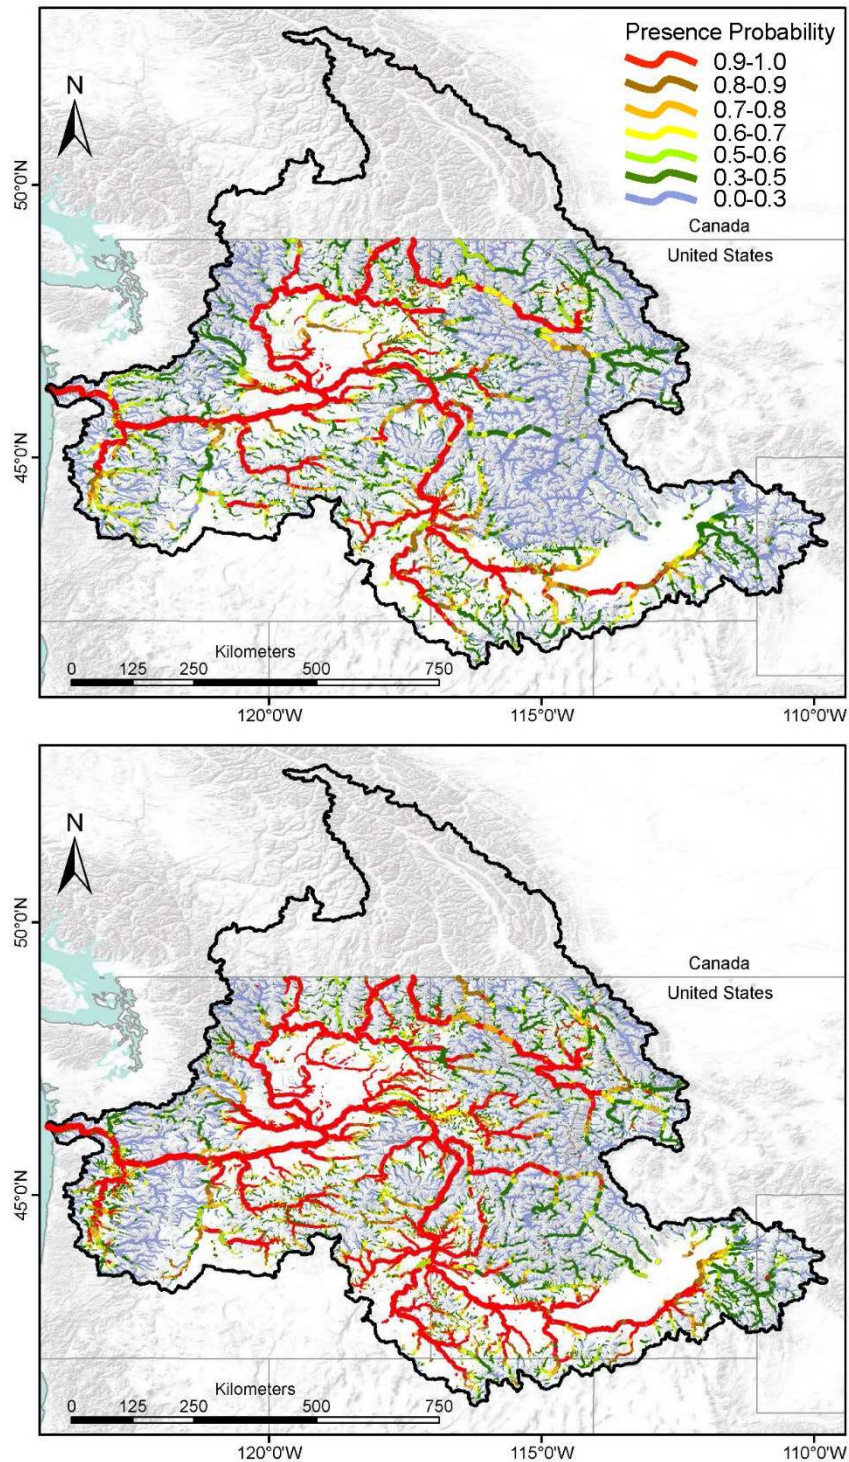 Presence Probability
0.9-1.0
0.8-0.9
0.7-0.8
0.6-0.7
0.5-0.6
0.3-0.5
0.0-0.3
N
50°0'N
Canada
United States
45°0'N
Kilometers
0 125 250 500 750
120°0'W 115°0'W 110°0'W
N
50°0'N
Canada
United States
45°0'N
Kilometers
0 125 250 500 750
120°0'W 115°0'W 110°0'W